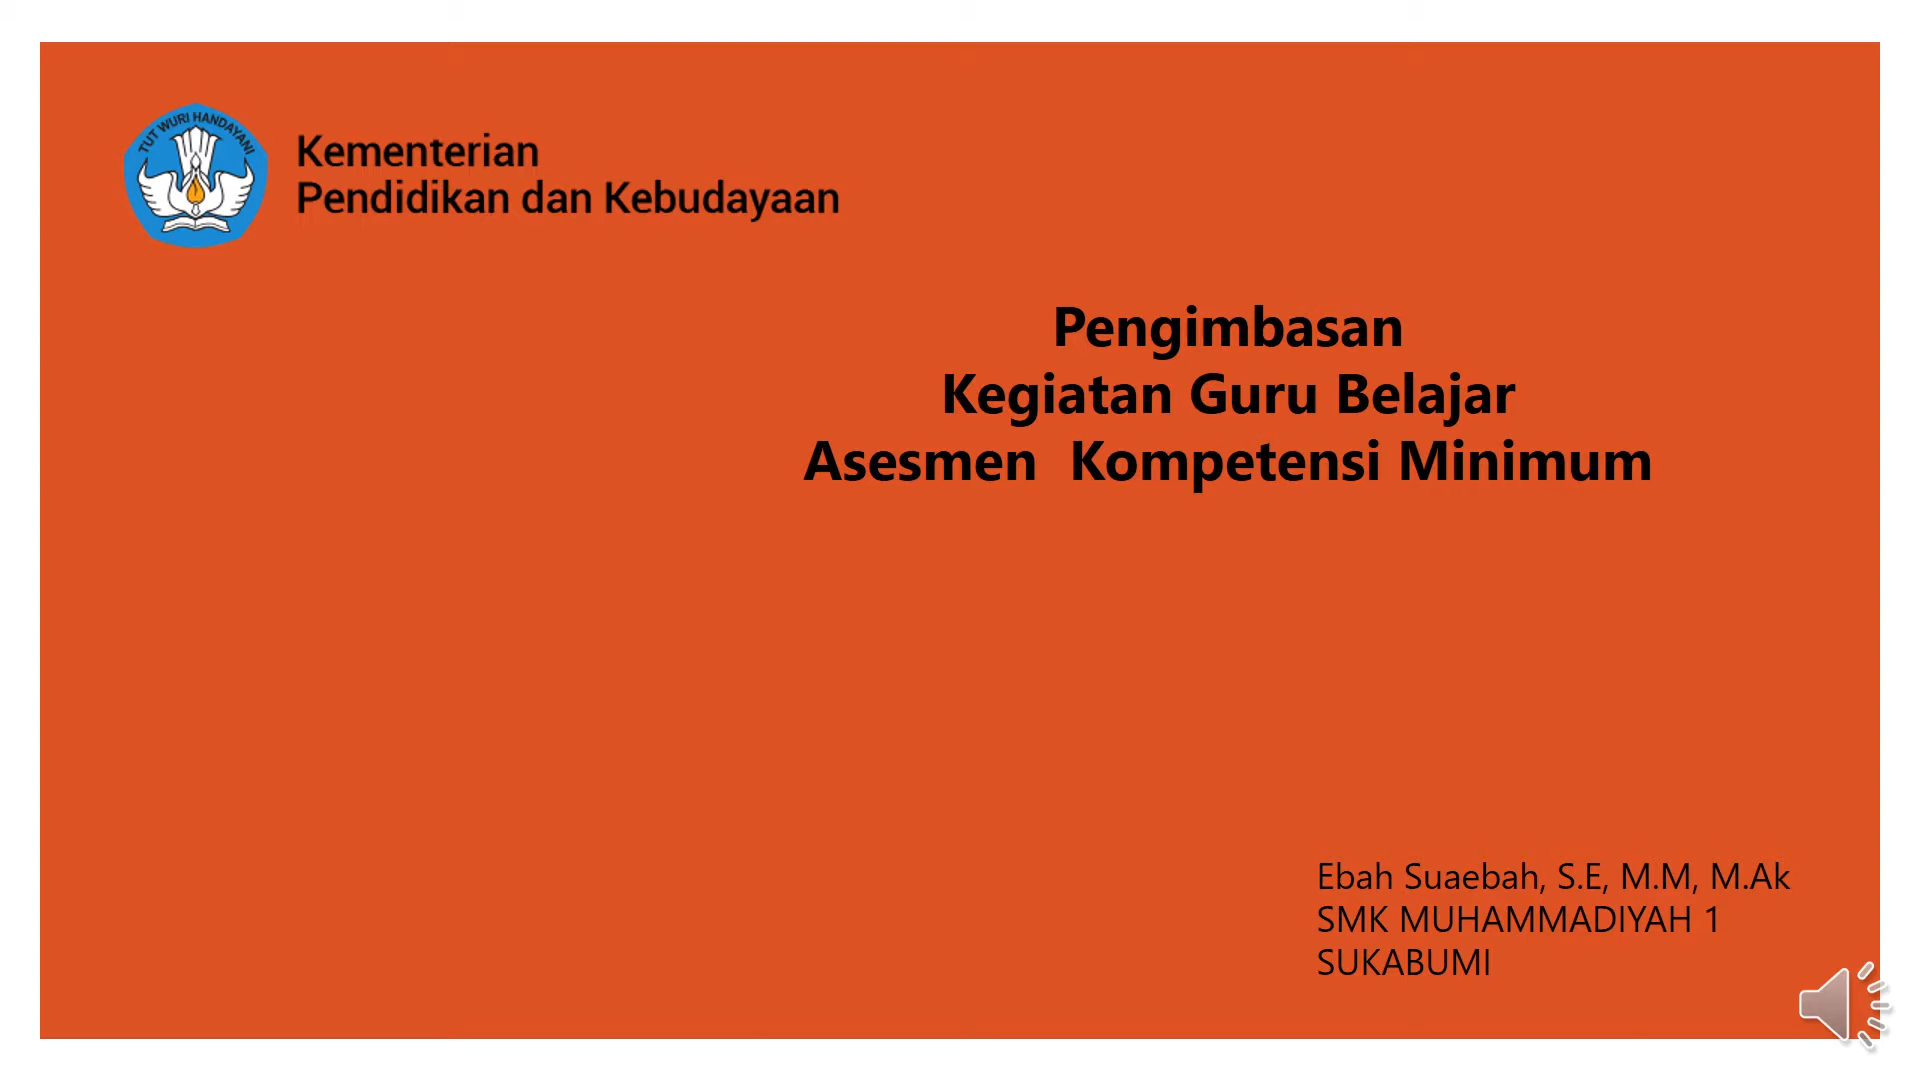 TUT WURI HANDAYANI
Kementerian
Pendidikan dan Kebudayaan
Pengimbasan
Kegiatan Guru Belajar
Asesmen  Kompetensi Minimum
Ebah Suaebah, S.E, M.M, M.Ak
SMK MUHAMMADIYAH 1
SUKABUMI